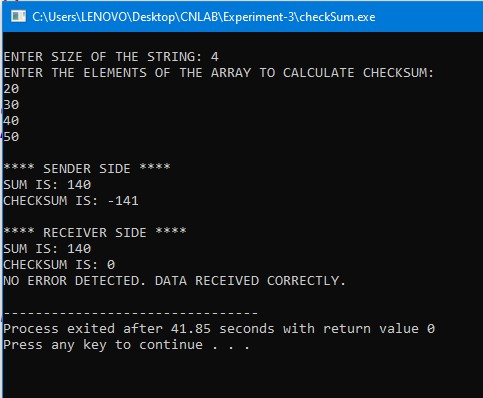 C:\Users\LENOVO\Desktop\CNLAB\Experiment-3\checkSum.exe
ENTER SIZE OF THE STRING: 4
ENTER THE ELEMENTS OF THE ARRAY TO CALCULATE CHECKSUM:
20
30
40
50
**** SENDER SIDE ****
SUM IS: 140
CHECKSUM IS: -141
**** RECEIVER SIDE ****
SUM IS: 140
CHECKSUM IS: 0
NO ERROR DETECTED. DATA RECEIVED CORRECTLY.
--------------------------------
Process exited after 41.85 seconds with return value 0
Press any key to continue . . .